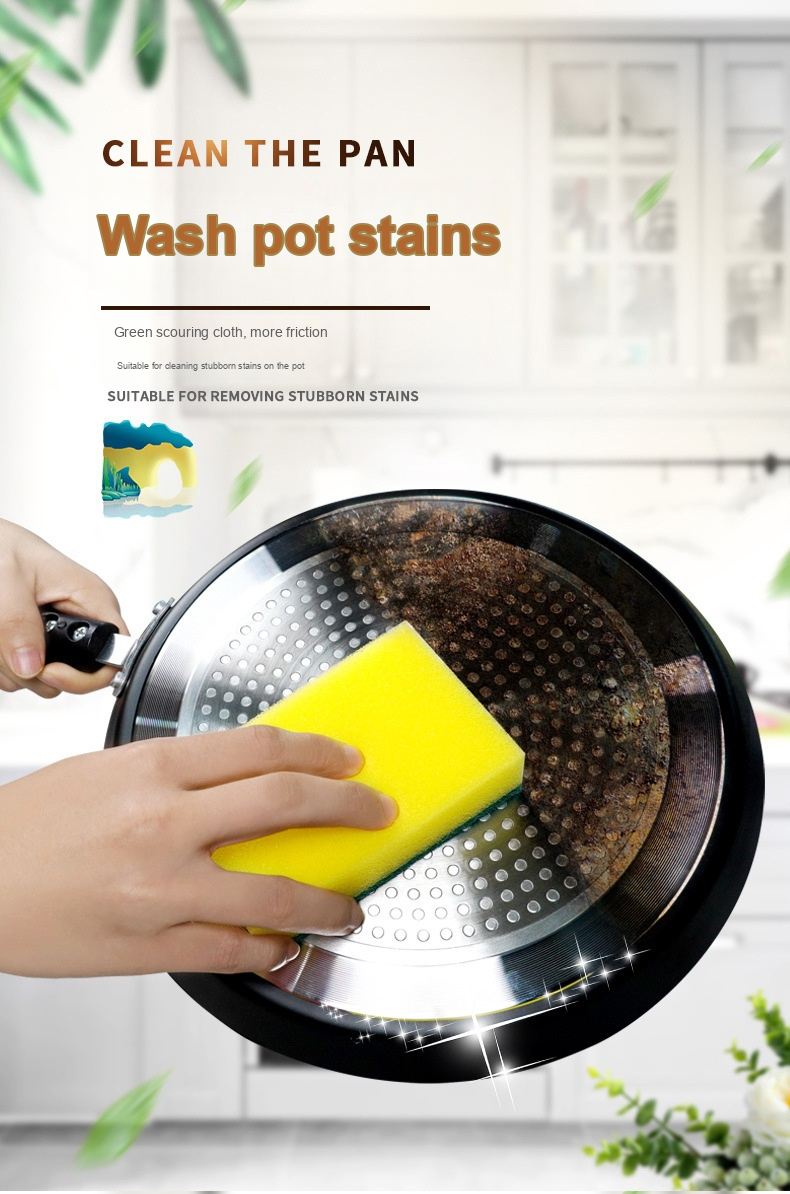 CLEAN THE PAN
Wash pot stains
Green scouring cloth, more friction
Suitable for cleaning stubborn stains on the pot
SUITABLE FOR REMOVING STUBBORN STAINS